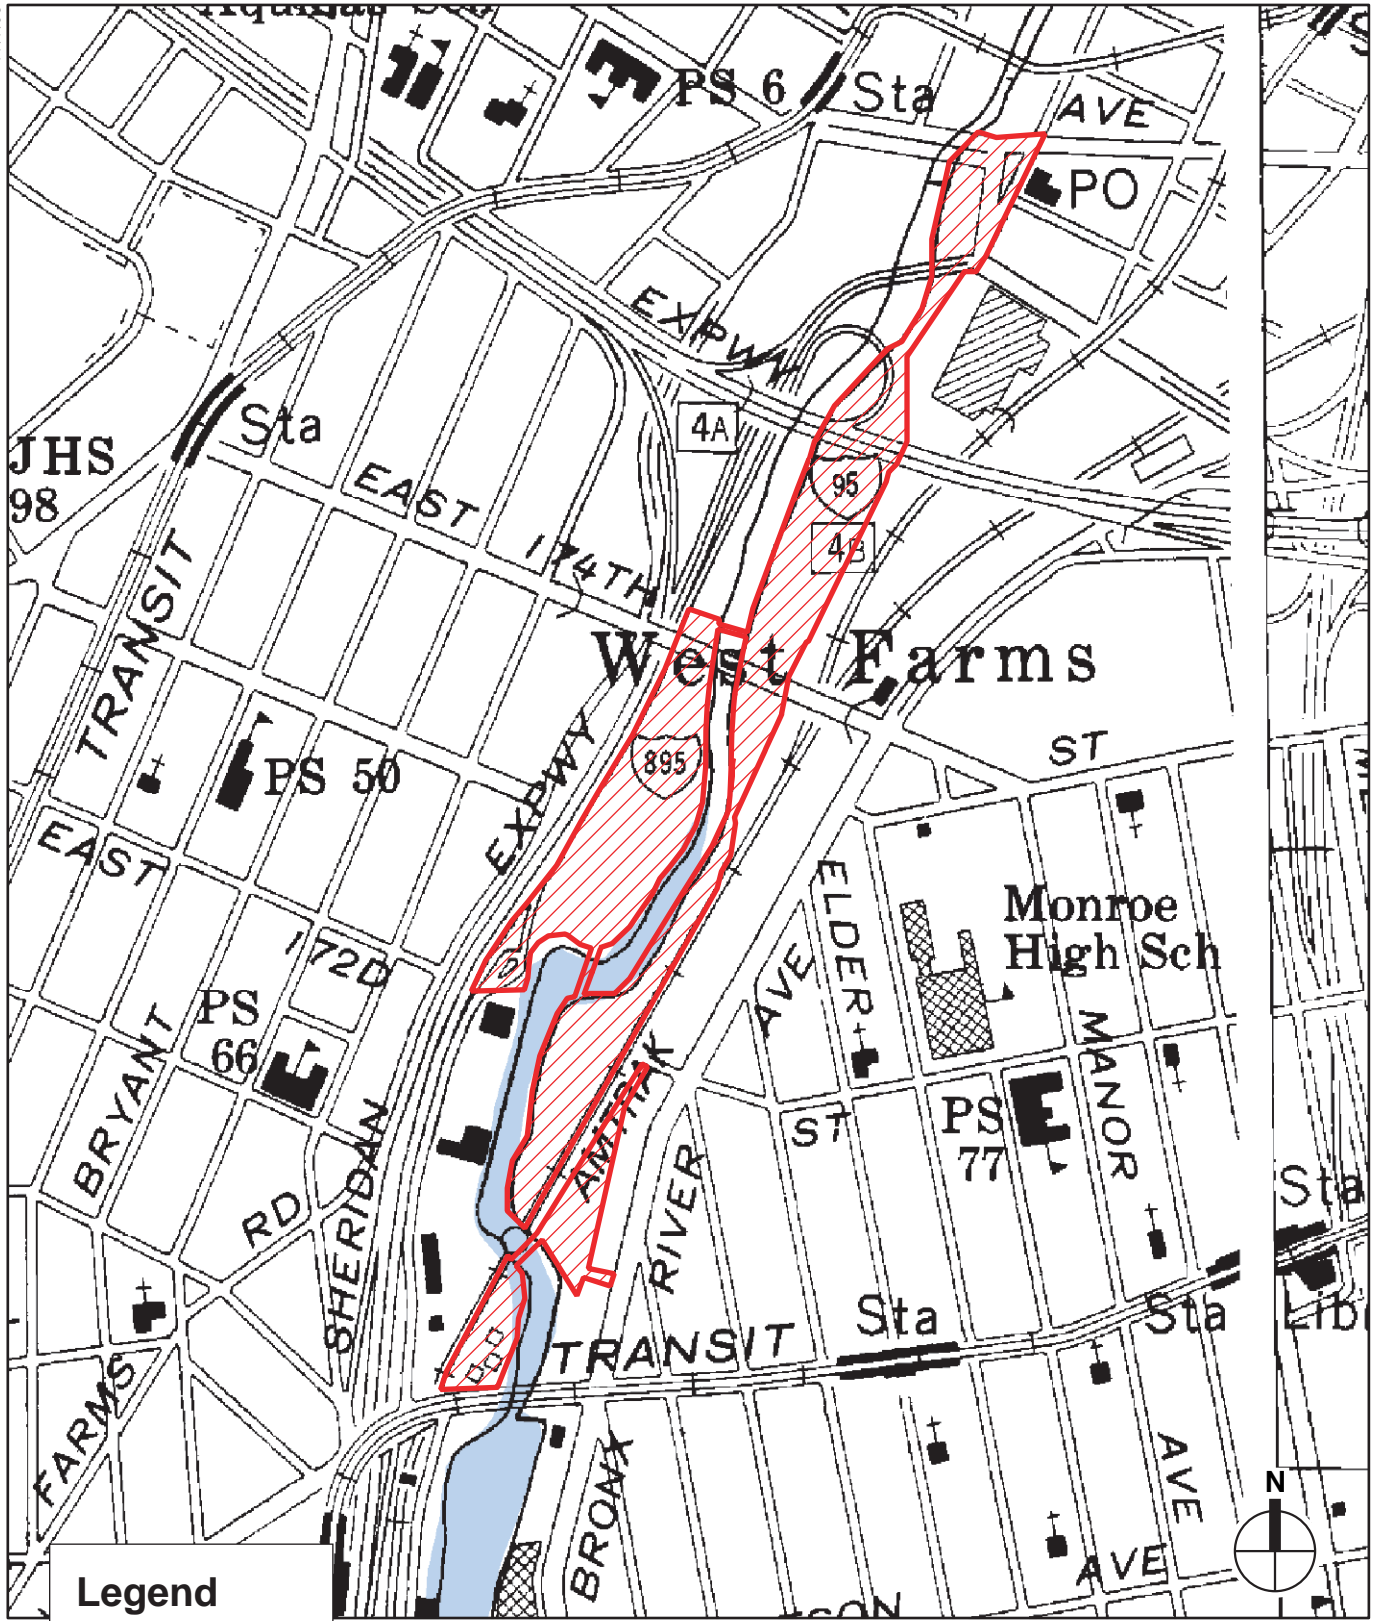 PS 6
Sta
AVE
PO
EXPWY
4A
Sta
JHS
98
EAST
95
4B
174TH
TRANSIT
West Farms
ST
895
PS 50
EXPWY
EAST
ELDER
Monroe
High Sch
172D
AVE
PS
66
BRYANT
MANOR
AMTRAK
PS
77
ST
SHERIDAN
RD
RIVER
Sta
Sta
Sta
TRANSIT
FARMS
AVE
BRONX
N
AVE
Legend